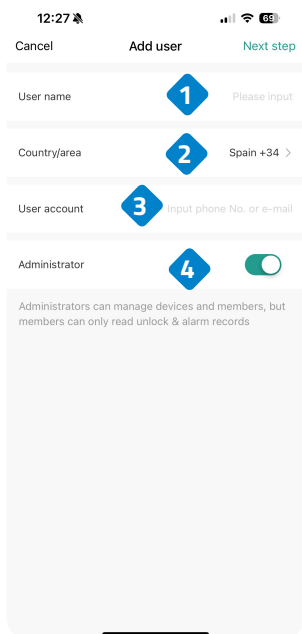 12:27 69
Cancel Add user Next step
User name 1 Please input
Country/area 2 Spain +34 >
User account 3 Input phone No. or e-mail
Administrator 4
Administrators can manage devices and members, but
members can only read unlock & alarm records